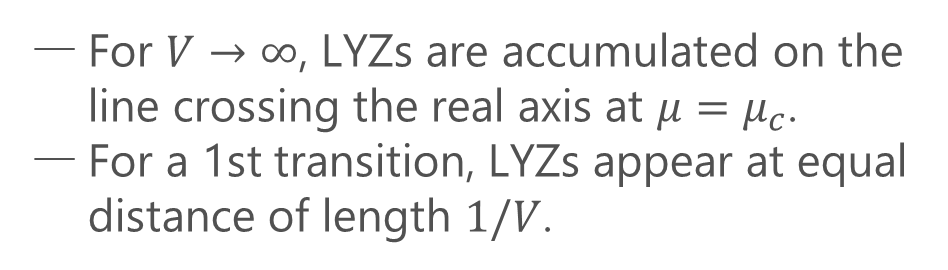 — For V → ∞, LYZs are accumulated on the
line crossing the real axis at μ = μ_c.
— For a 1st transition, LYZs appear at equal
distance of length 1/V.